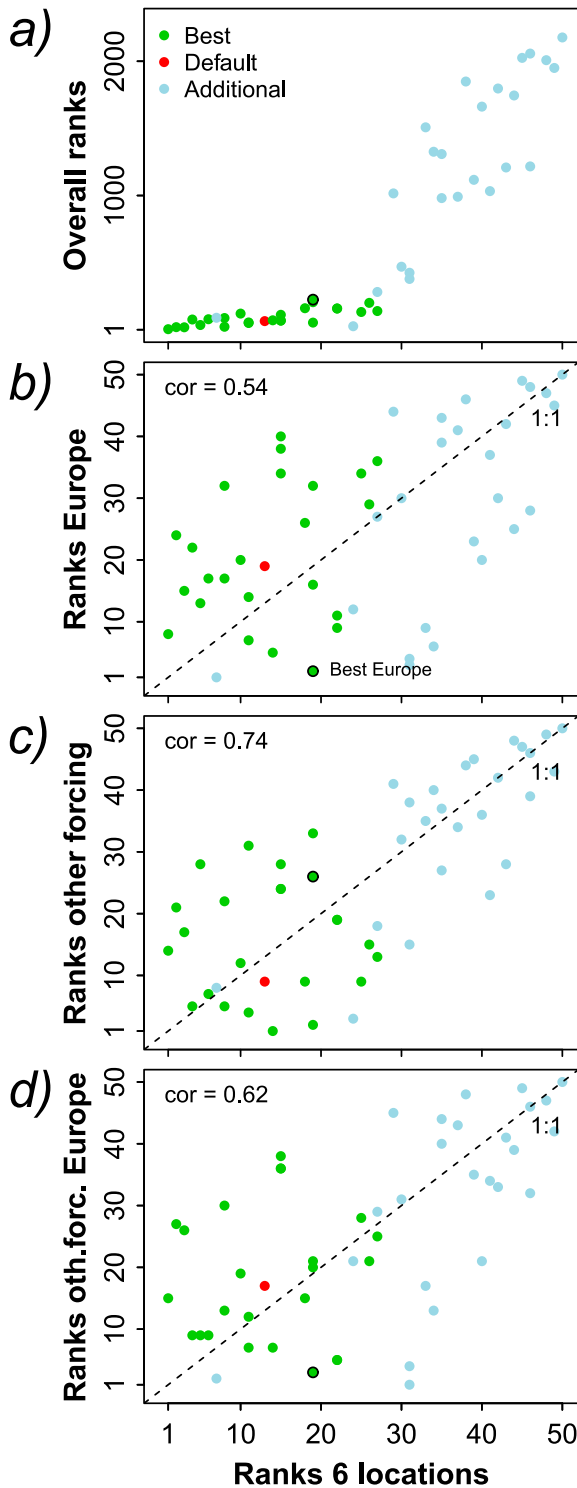 a)
Best
Default
Additional
Overall ranks
2000
1000
1
b)
cor = 0.54
1:1
Best Europe
Ranks Europe
50
40
30
20
10
1
c)
cor = 0.74
1:1
Ranks other forcing
50
40
30
20
10
1
d)
cor = 0.62
1:1
Ranks oth.forc. Europe
50
40
30
20
10
1
1 10 20 30 40 50
Ranks 6 locations